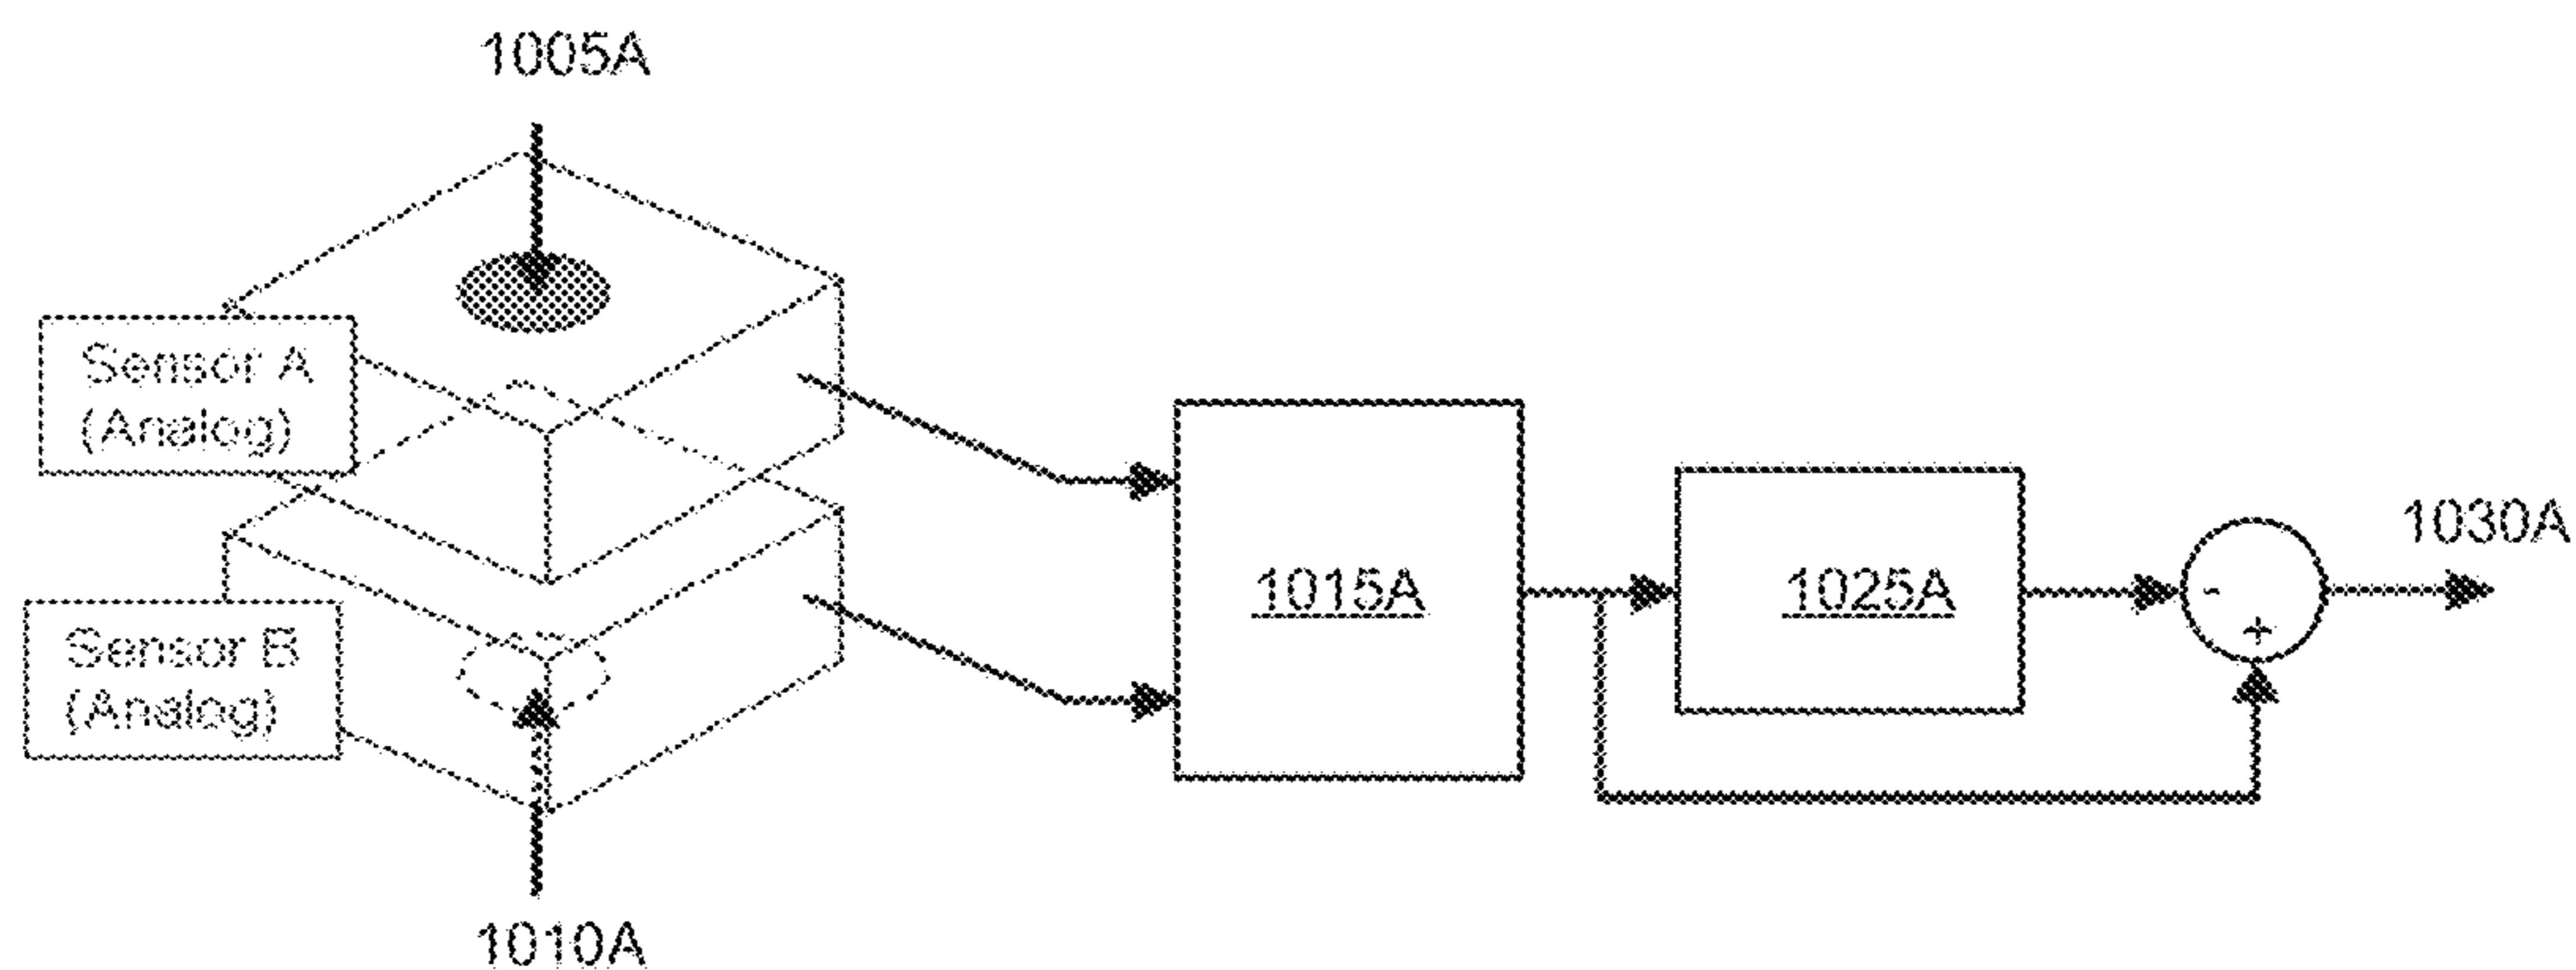 1005A
Sensor A
(Analog)
1015A
1025A
-
+
1030A
Sensor B
(Analog)
1010A